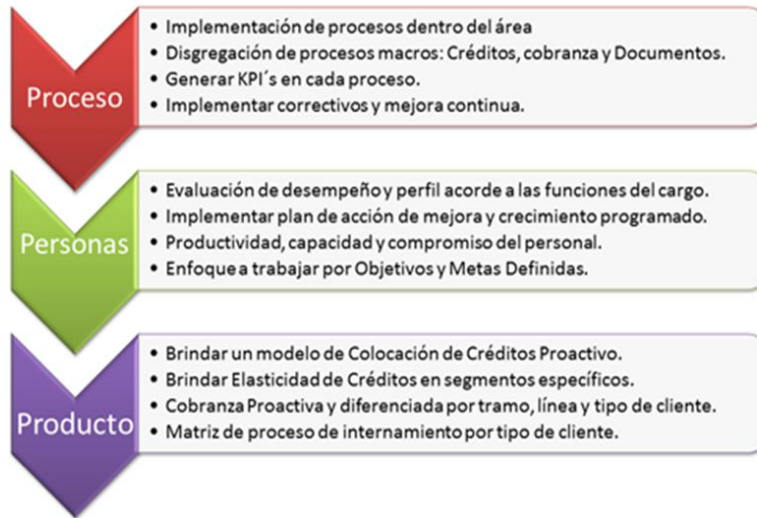 Proceso
• Implementación de procesos dentro del área
• Disgregación de procesos macros: Créditos, cobranza y Documentos.
• Generar KPI´s en cada proceso.
• Implementar correctivos y mejora continua.
Personas
• Evaluación de desempeño y perfil acorde a las funciones del cargo.
• Implementar plan de acción de mejora y crecimiento programado.
• Productividad, capacidad y compromiso del personal.
• Enfoque a trabajar por Objetivos y Metas Definidas.
Producto
• Brindar un modelo de Colocación de Créditos Proactivo.
• Brindar Elasticidad de Créditos en segmentos específicos.
• Cobranza Proactiva y diferenciada por tramo, línea y tipo de cliente.
• Matriz de proceso de internamiento por tipo de cliente.